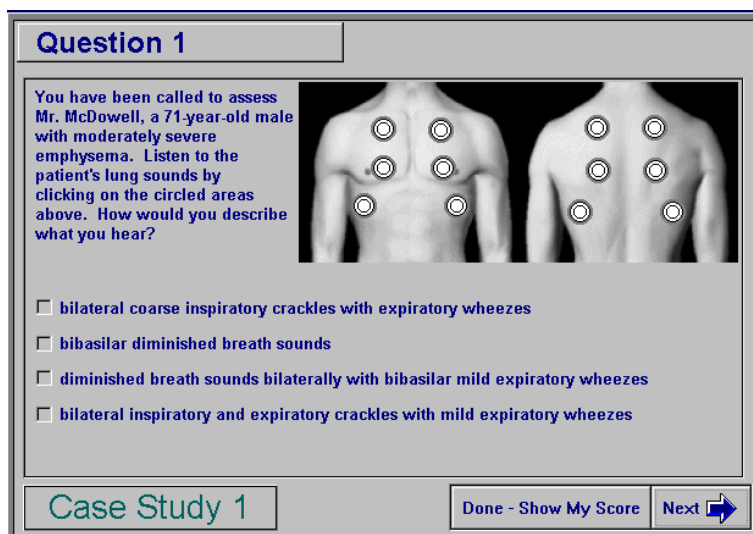 Question 1
You have been called to assess
Mr. McDowell, a 71-year-old male
with moderately severe
emphysema. Listen to the
patient's lung sounds by
clicking on the circled areas
above. How would you describe
what you hear?
bilateral coarse inspiratory crackles with expiratory wheezes
bibasilar diminished breath sounds
diminished breath sounds bilaterally with bibasilar mild expiratory wheezes
bilateral inspiratory and expiratory crackles with mild expiratory wheezes
Case Study 1
Done - Show My Score
Next